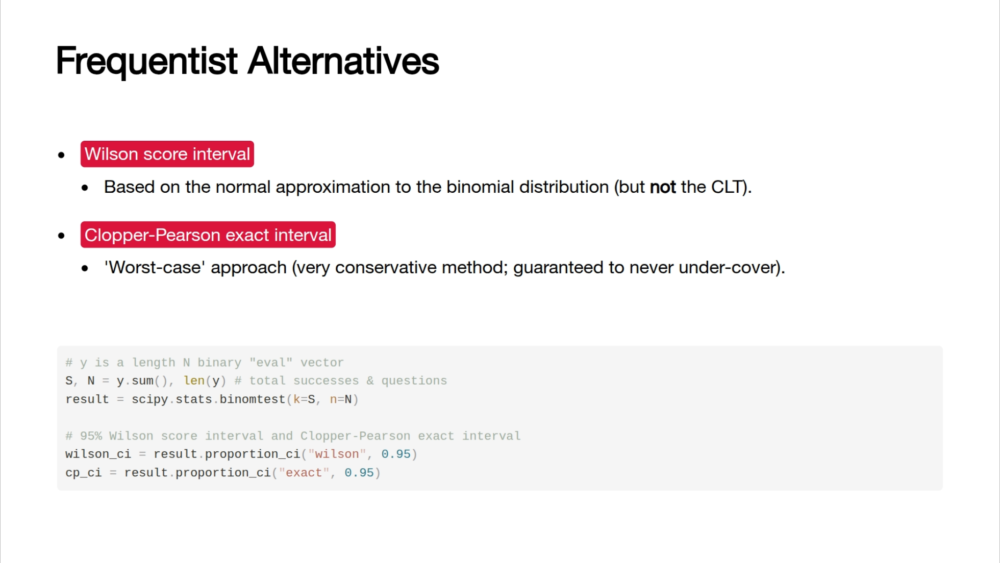 Frequentist Alternatives
• Wilson score interval
• Based on the normal approximation to the binomial distribution (but not the CLT).
• Clopper-Pearson exact interval
• 'Worst-case' approach (very conservative method; guaranteed to never under-cover).
# y is a length N binary "eval" vector
S, N = y.sum(), len(y) # total successes & questions
result = scipy.stats.binomtest(k=S, n=N)
# 95% Wilson score interval and Clopper-Pearson exact interval
wilson_ci = result.proportion_ci("wilson", 0.95)
cp_ci = result.proportion_ci("exact", 0.95)